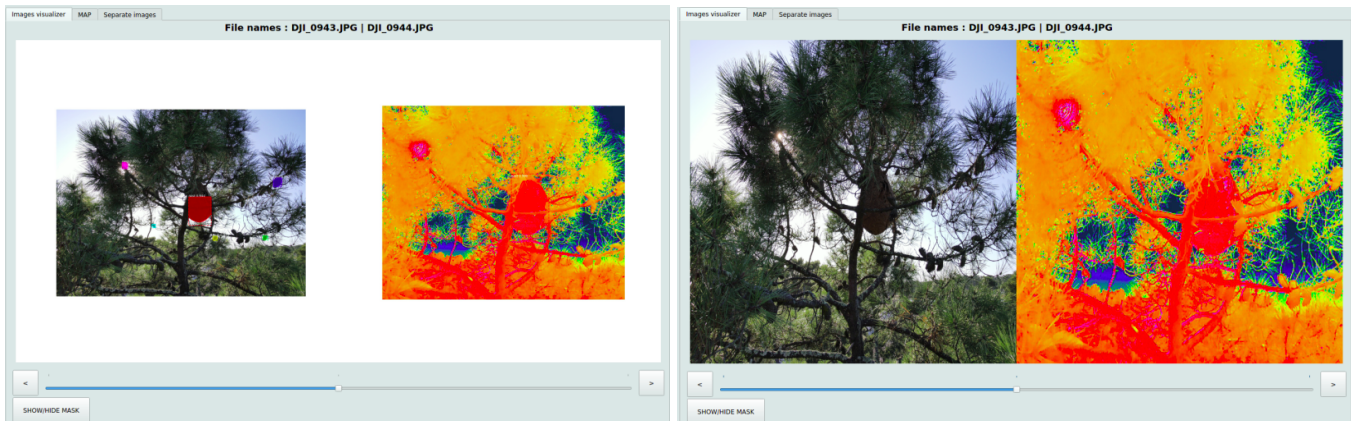 Images visualizer MAP Separate images
File names : DJI_0943.JPG | DJI_0944.JPG
< >
SHOW/HIDE MASK
Images visualizer MAP Separate images
File names : DJI_0943.JPG | DJI_0944.JPG
< >
SHOW/HIDE MASK